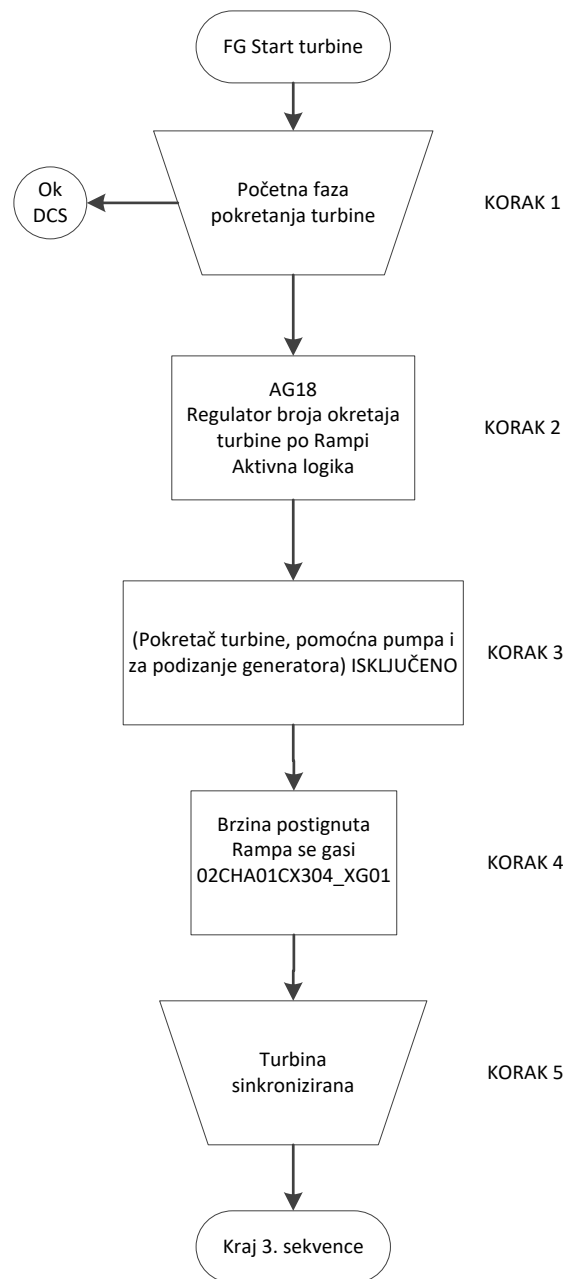 FG Start turbine
Ok
DCS
Početna faza
pokretanja turbine
KORAK 1
AG18
Regulator broja okretaja
turbine po Rampi
Aktivna logika
KORAK 2
(Pokretač turbine, pomoćna pumpa i
za podizanje generatora) ISKLJUČENO
KORAK 3
Brzina postignuta
Rampa se gasi
02CHA01CX304_XG01
KORAK 4
Turbina
sinkronizirana
KORAK 5
Kraj 3. sekvence